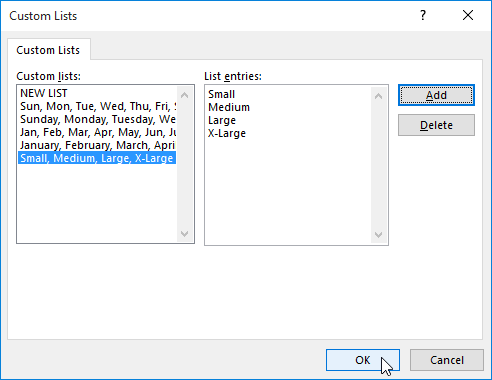 Custom Lists
?
Custom Lists
Custom lists:
NEW LIST
Sun, Mon, Tue, Wed, Thu, Fri, S
Sunday, Monday, Tuesday, Wed
Jan, Feb, Mar, Apr, May, Jun, Ju
January, February, March, April
Small, Medium, Large, X-Large
List entries:
Small
Medium
Large
X-Large
Add
Delete
OK
Cancel